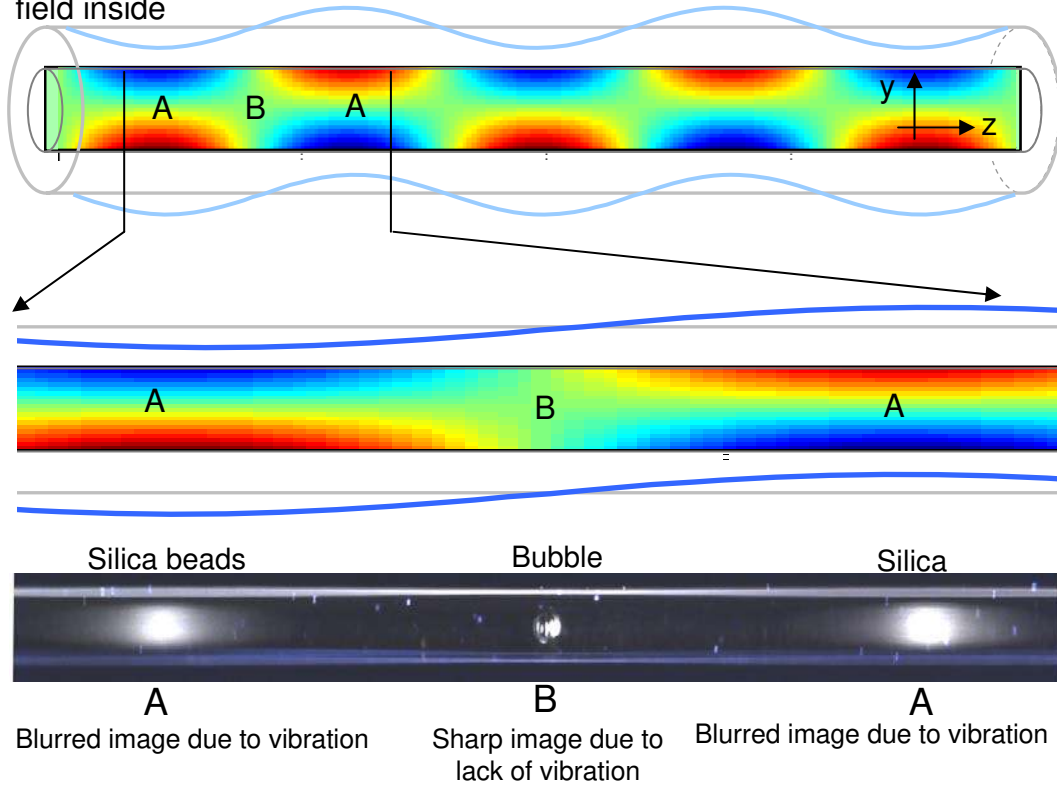 field inside
A B A y z
A B A
Silica beads Bubble Silica
A B A
Blurred image due to vibration Sharp image due to Blurred image due to vibration
lack of vibration